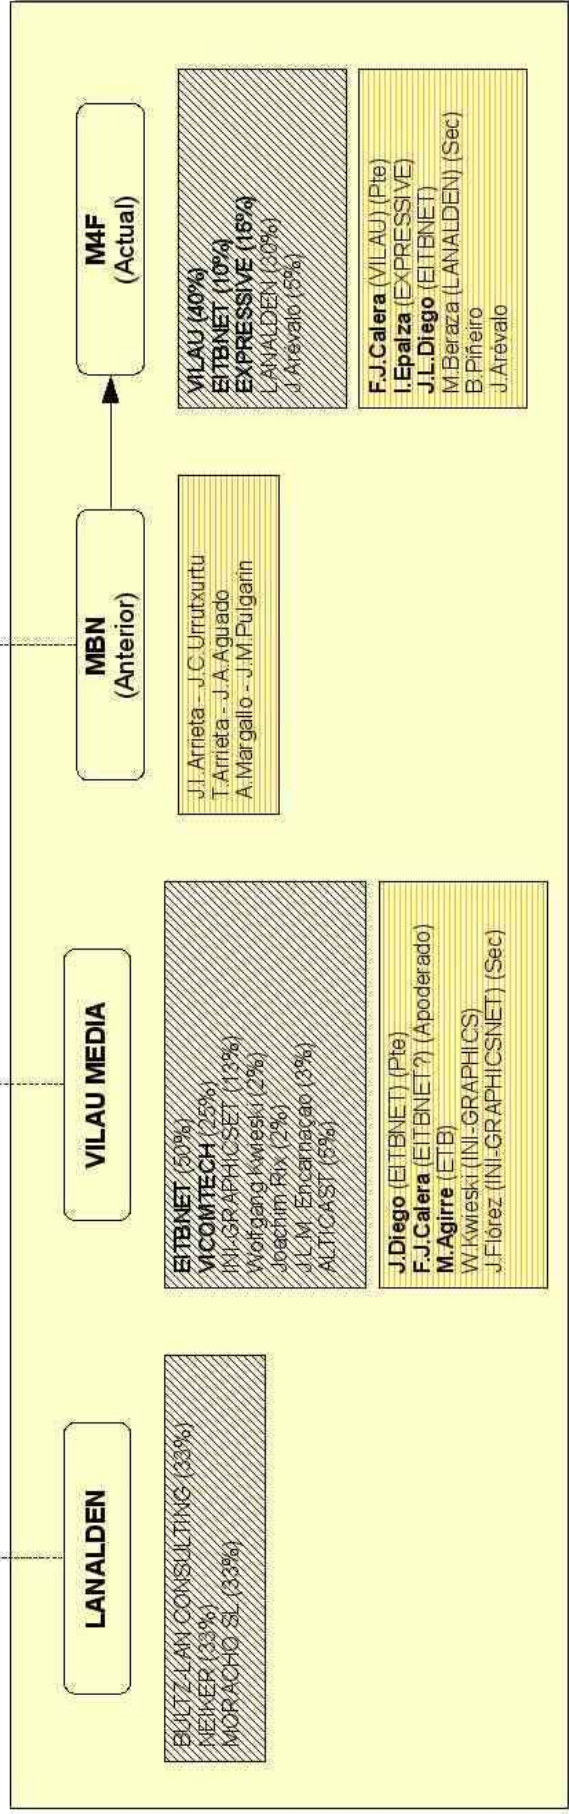 LANALDEN
BULTZ-LAN CONSULTING (33%)
NEIKER (33%)
MORACHO SL (33%)
VILAU MEDIA
EITBNET (50%)
VICOMTECH (25%)
INI-GRAPHICSET (13%)
Wolfgang Kwieski (2%)
Joachim Rix (2%)
J.L.M. Encarnaçao (3%)
ALTICAST (5%)
J.Diego (EITBNET) (Pte)
F.J.Calera (EITBNET?) (Apoderado)
M.Agirre (ETB)
W.Kwieski (INI-GRAPHICS)
J.Flórez (INI-GRAPHICSNET) (Sec)
MBN
(Anterior)
J.I.Arrieta - J.C.Urrutxurtu
T.Arrieta - J.A.Aguado
A.Margallo - J.M.Pulgarin
M4F
(Actual)
VILAU (40%)
EITBNET (10%)
EXPRESSIVE (15%)
LANALDEN (30%)
J.Arévalo (5%)
F.J.Calera (VILAU) (Pte)
I.Epalza (EXPRESSIVE)
J.L.Diego (EITBNET)
M.Beraza (LANALDEN) (Sec)
B.Piñeiro
J.Arévalo